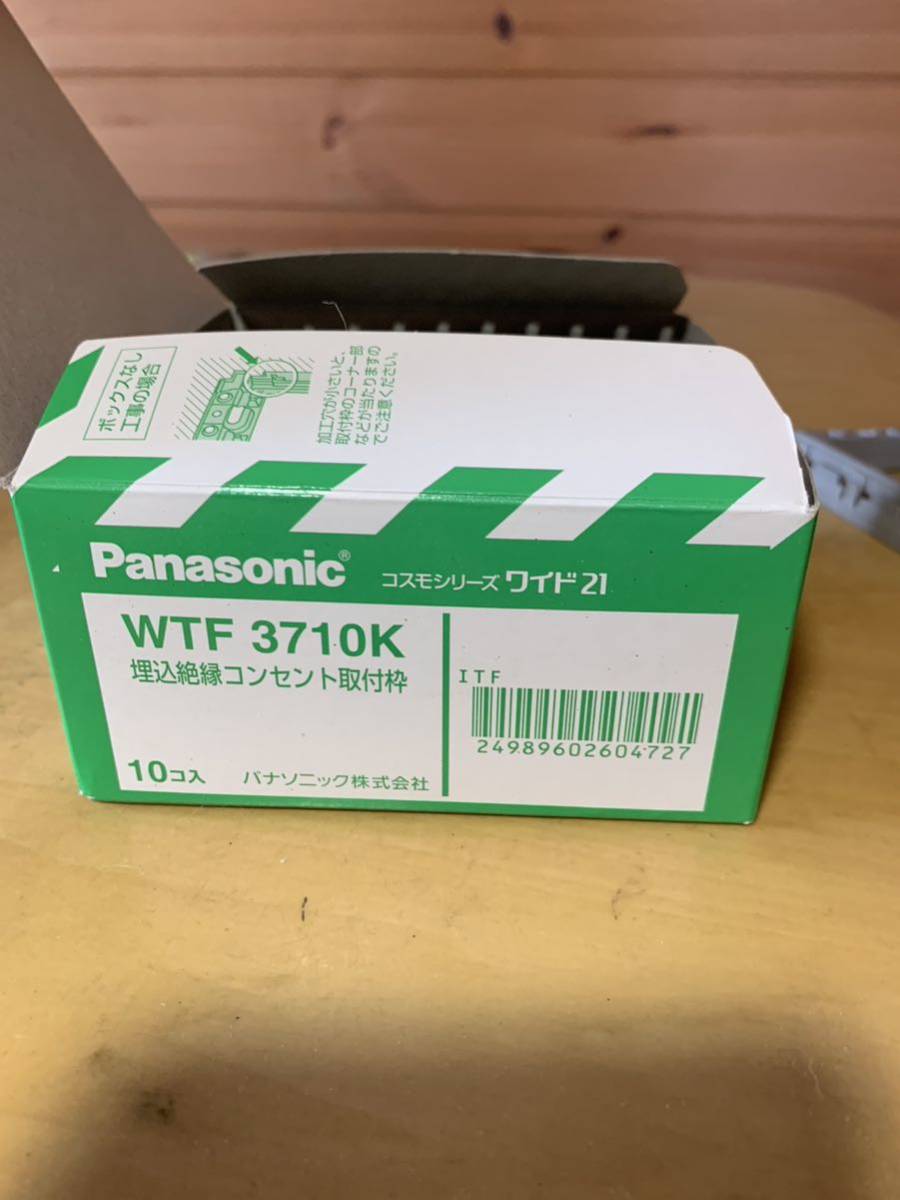 ボックスなし
工事の場合
加工穴が小さいと、
取付枠のコーナー部
などが当たりますの
でご注意ください。
Panasonic®
コスモシリーズ ワイド21
WTF 3710K
埋込絶縁コンセント取付枠
10コ入 パナソニック株式会社
ITF
24989602604727